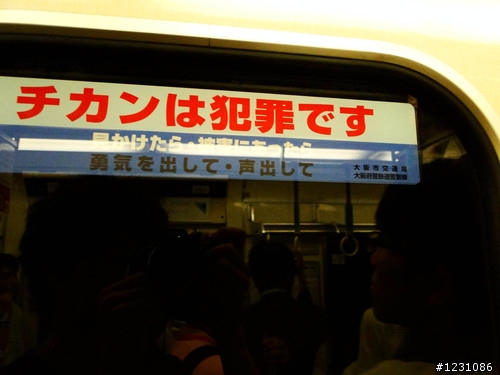 チカンは犯罪です
見かけたら・被害にあったら
勇気を出して・声出して
大阪市交通局
大阪府警鉄道警察隊
#1231086